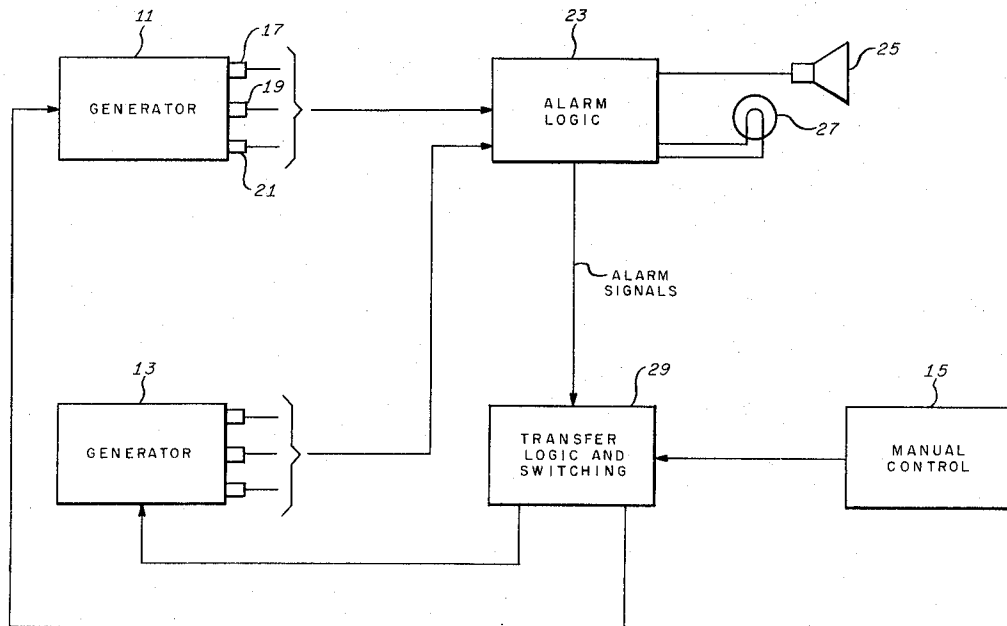 11
17
23
25
GENERATOR
19
ALARM
LOGIC
27
21
ALARM
SIGNALS
13
29
15
GENERATOR
TRANSFER
LOGIC AND
SWITCHING
MANUAL
CONTROL